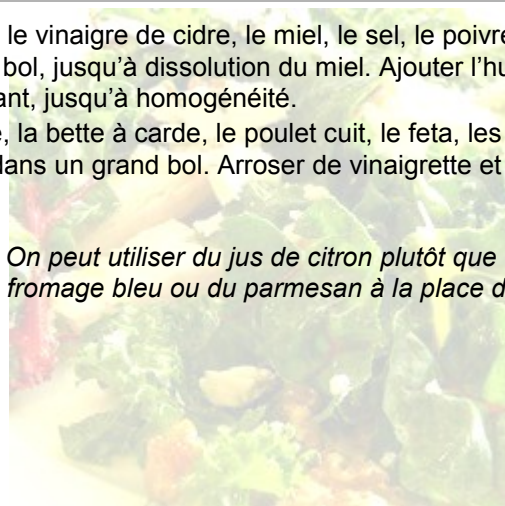 le vinaigre de cidre, le miel, le sel, le poivre
bol, jusqu’à dissolution du miel. Ajouter l’hu
ant, jusqu’à homogénéité.
, la bette à carde, le poulet cuit, le feta, les
dans un grand bol. Arroser de vinaigrette et
On peut utiliser du jus de citron plutôt que
fromage bleu ou du parmesan à la place d